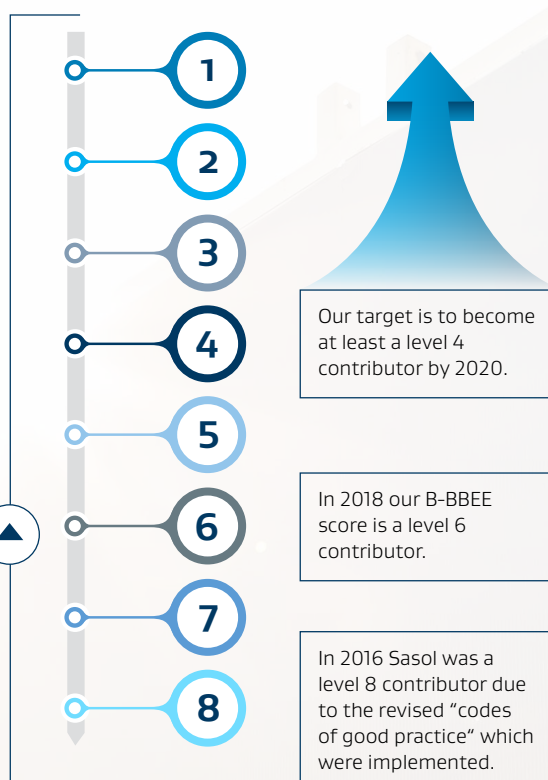 1
2
3
4
5
6
7
8
Our target is to become
at least a level 4
contributor by 2020.
In 2018 our B-BBEE
score is a level 6
contributor.
In 2016 Sasol was a
level 8 contributor due
to the revised “codes
of good practice“ which
were implemented.